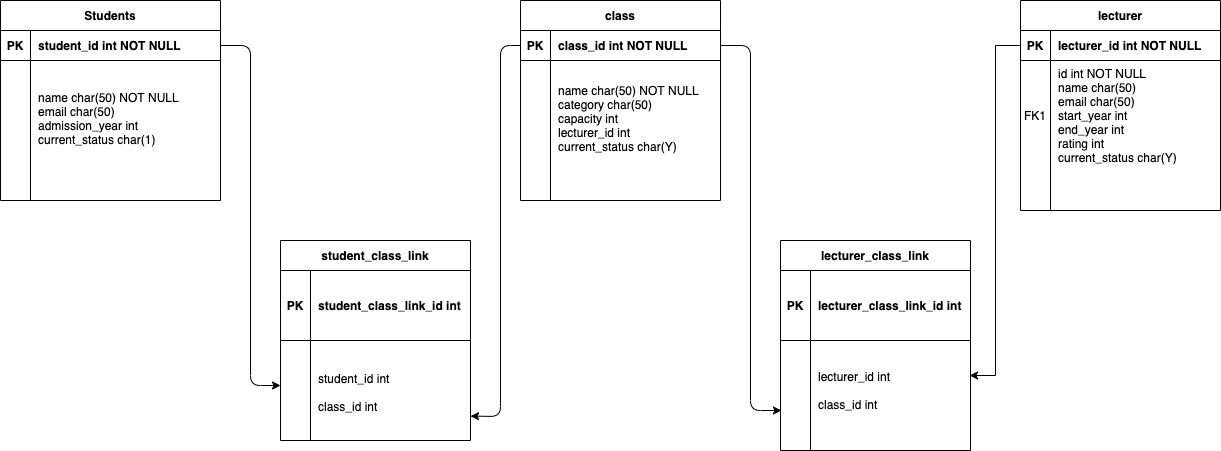 Students
PK student_id int NOT NULL
name char(50) NOT NULL
email char(50)
admission_year int
current_status char(1)
class
PK class_id int NOT NULL
name char(50) NOT NULL
category char(50)
capacity int
lecturer_id int
current_status char(Y)
lecturer
PK lecturer_id int NOT NULL
FK1
id int NOT NULL
name char(50)
email char(50)
start_year int
end_year int
rating int
current_status char(Y)
student_class_link
PK student_class_link_id int
student_id int
class_id int
lecturer_class_link
PK lecturer_class_link_id int
lecturer_id int
class_id int